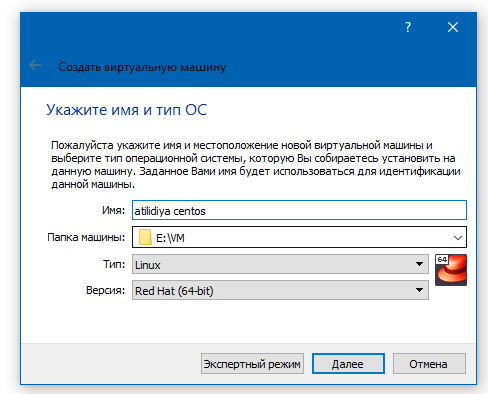 ?
Создать виртуальную машину
Укажите имя и тип ОС
Пожалуйста укажите имя и местоположение новой виртуальной машины и
выберите тип операционной системы, которую Вы собираетесь установить на
данную машину. Заданное Вами имя будет использоваться для идентификации
данной машины.
Имя: atilidiya centos
Папка машины: E:\VM
Тип: Linux
64
Версия: Red Hat (64-bit)
Экспертный режим Далее Отмена